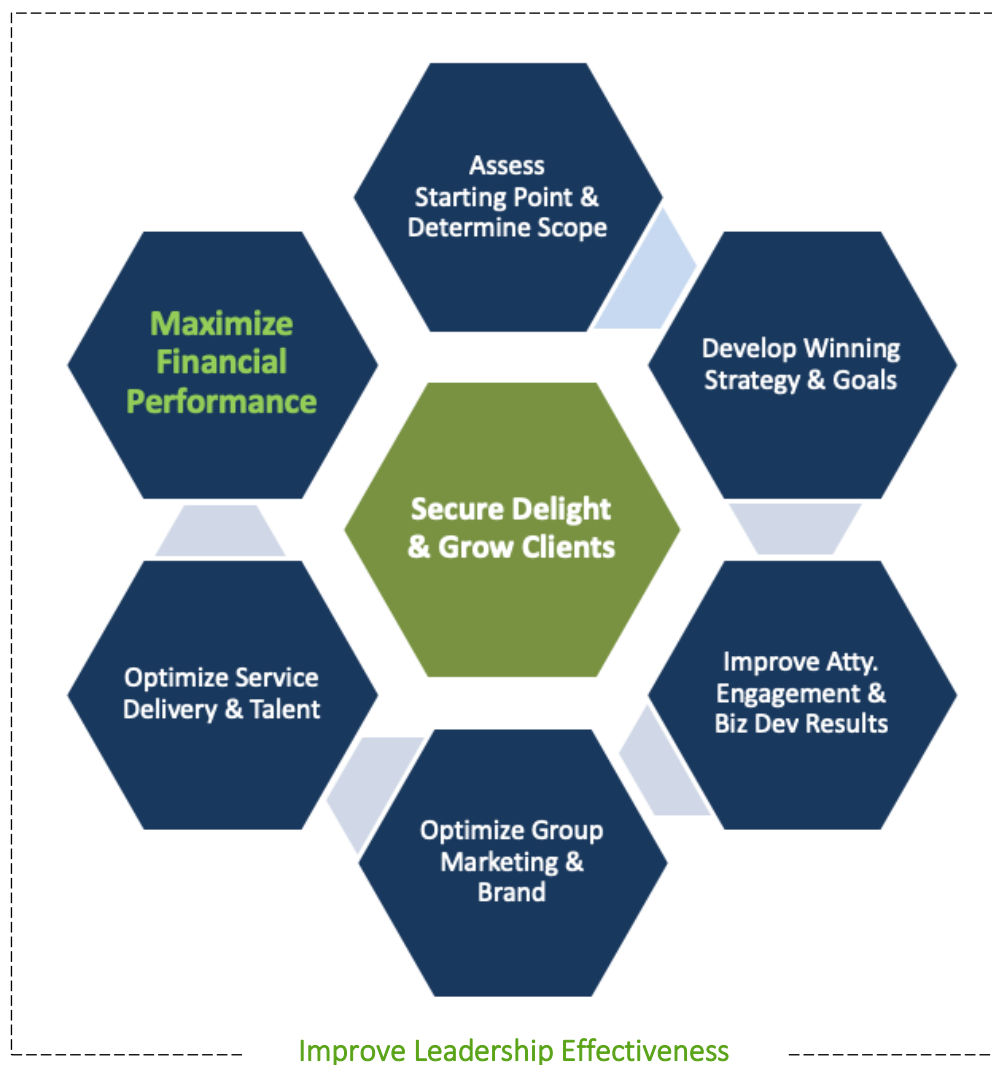 Assess
Starting Point &
Determine Scope
Develop Winning
Strategy & Goals
Improve Atty.
Engagement &
Biz Dev Results
Optimize Group
Marketing &
Brand
Optimize Service
Delivery & Talent
Maximize
Financial
Performance
Secure Delight
& Grow Clients
Improve Leadership Effectiveness